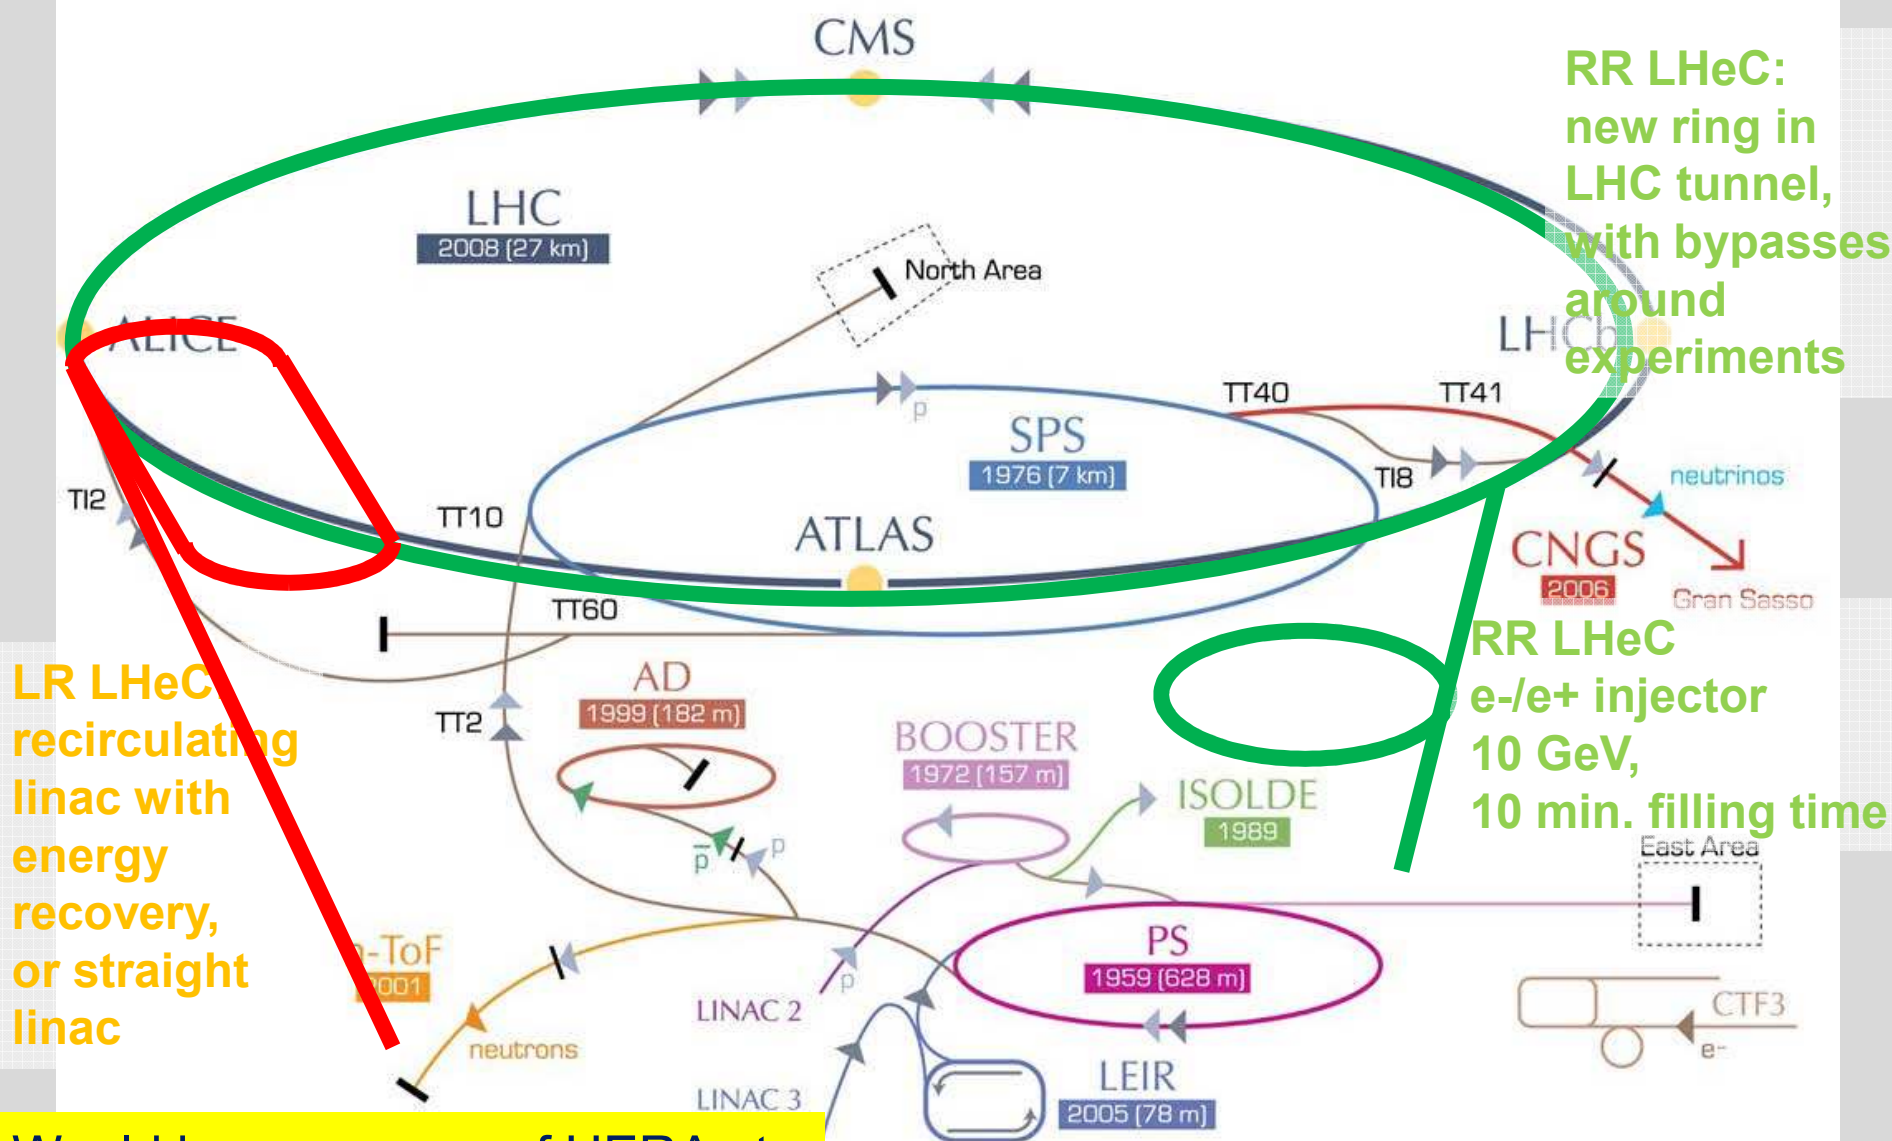 CMS
RR LHeC:
new ring in
LHC tunnel,
with bypasses
around
experiments
LHC
2008 (27 km)
North Area
ALICE
LHCb
TT40
TT41
p
SPS
1976 (7 km)
TI8
neutrinos
TI2
TT10
ATLAS
CNGS
2006
Gran Sasso
TT60
RR LHeC
e-/e+ injector
10 GeV,
10 min. filling time
LR LHeC
recirculating
linac with
energy
recovery,
or straight
linac
AD
1999 (182 m)
TT2
BOOSTER
1972 (157 m)
ISOLDE
1989
p̅
p
East Area
n-ToF
2001
PS
1959 (628 m)
p
LINAC 2
neutrons
CTF3
e-
LEIR
2005 (78 m)
LINAC 3
of HERA